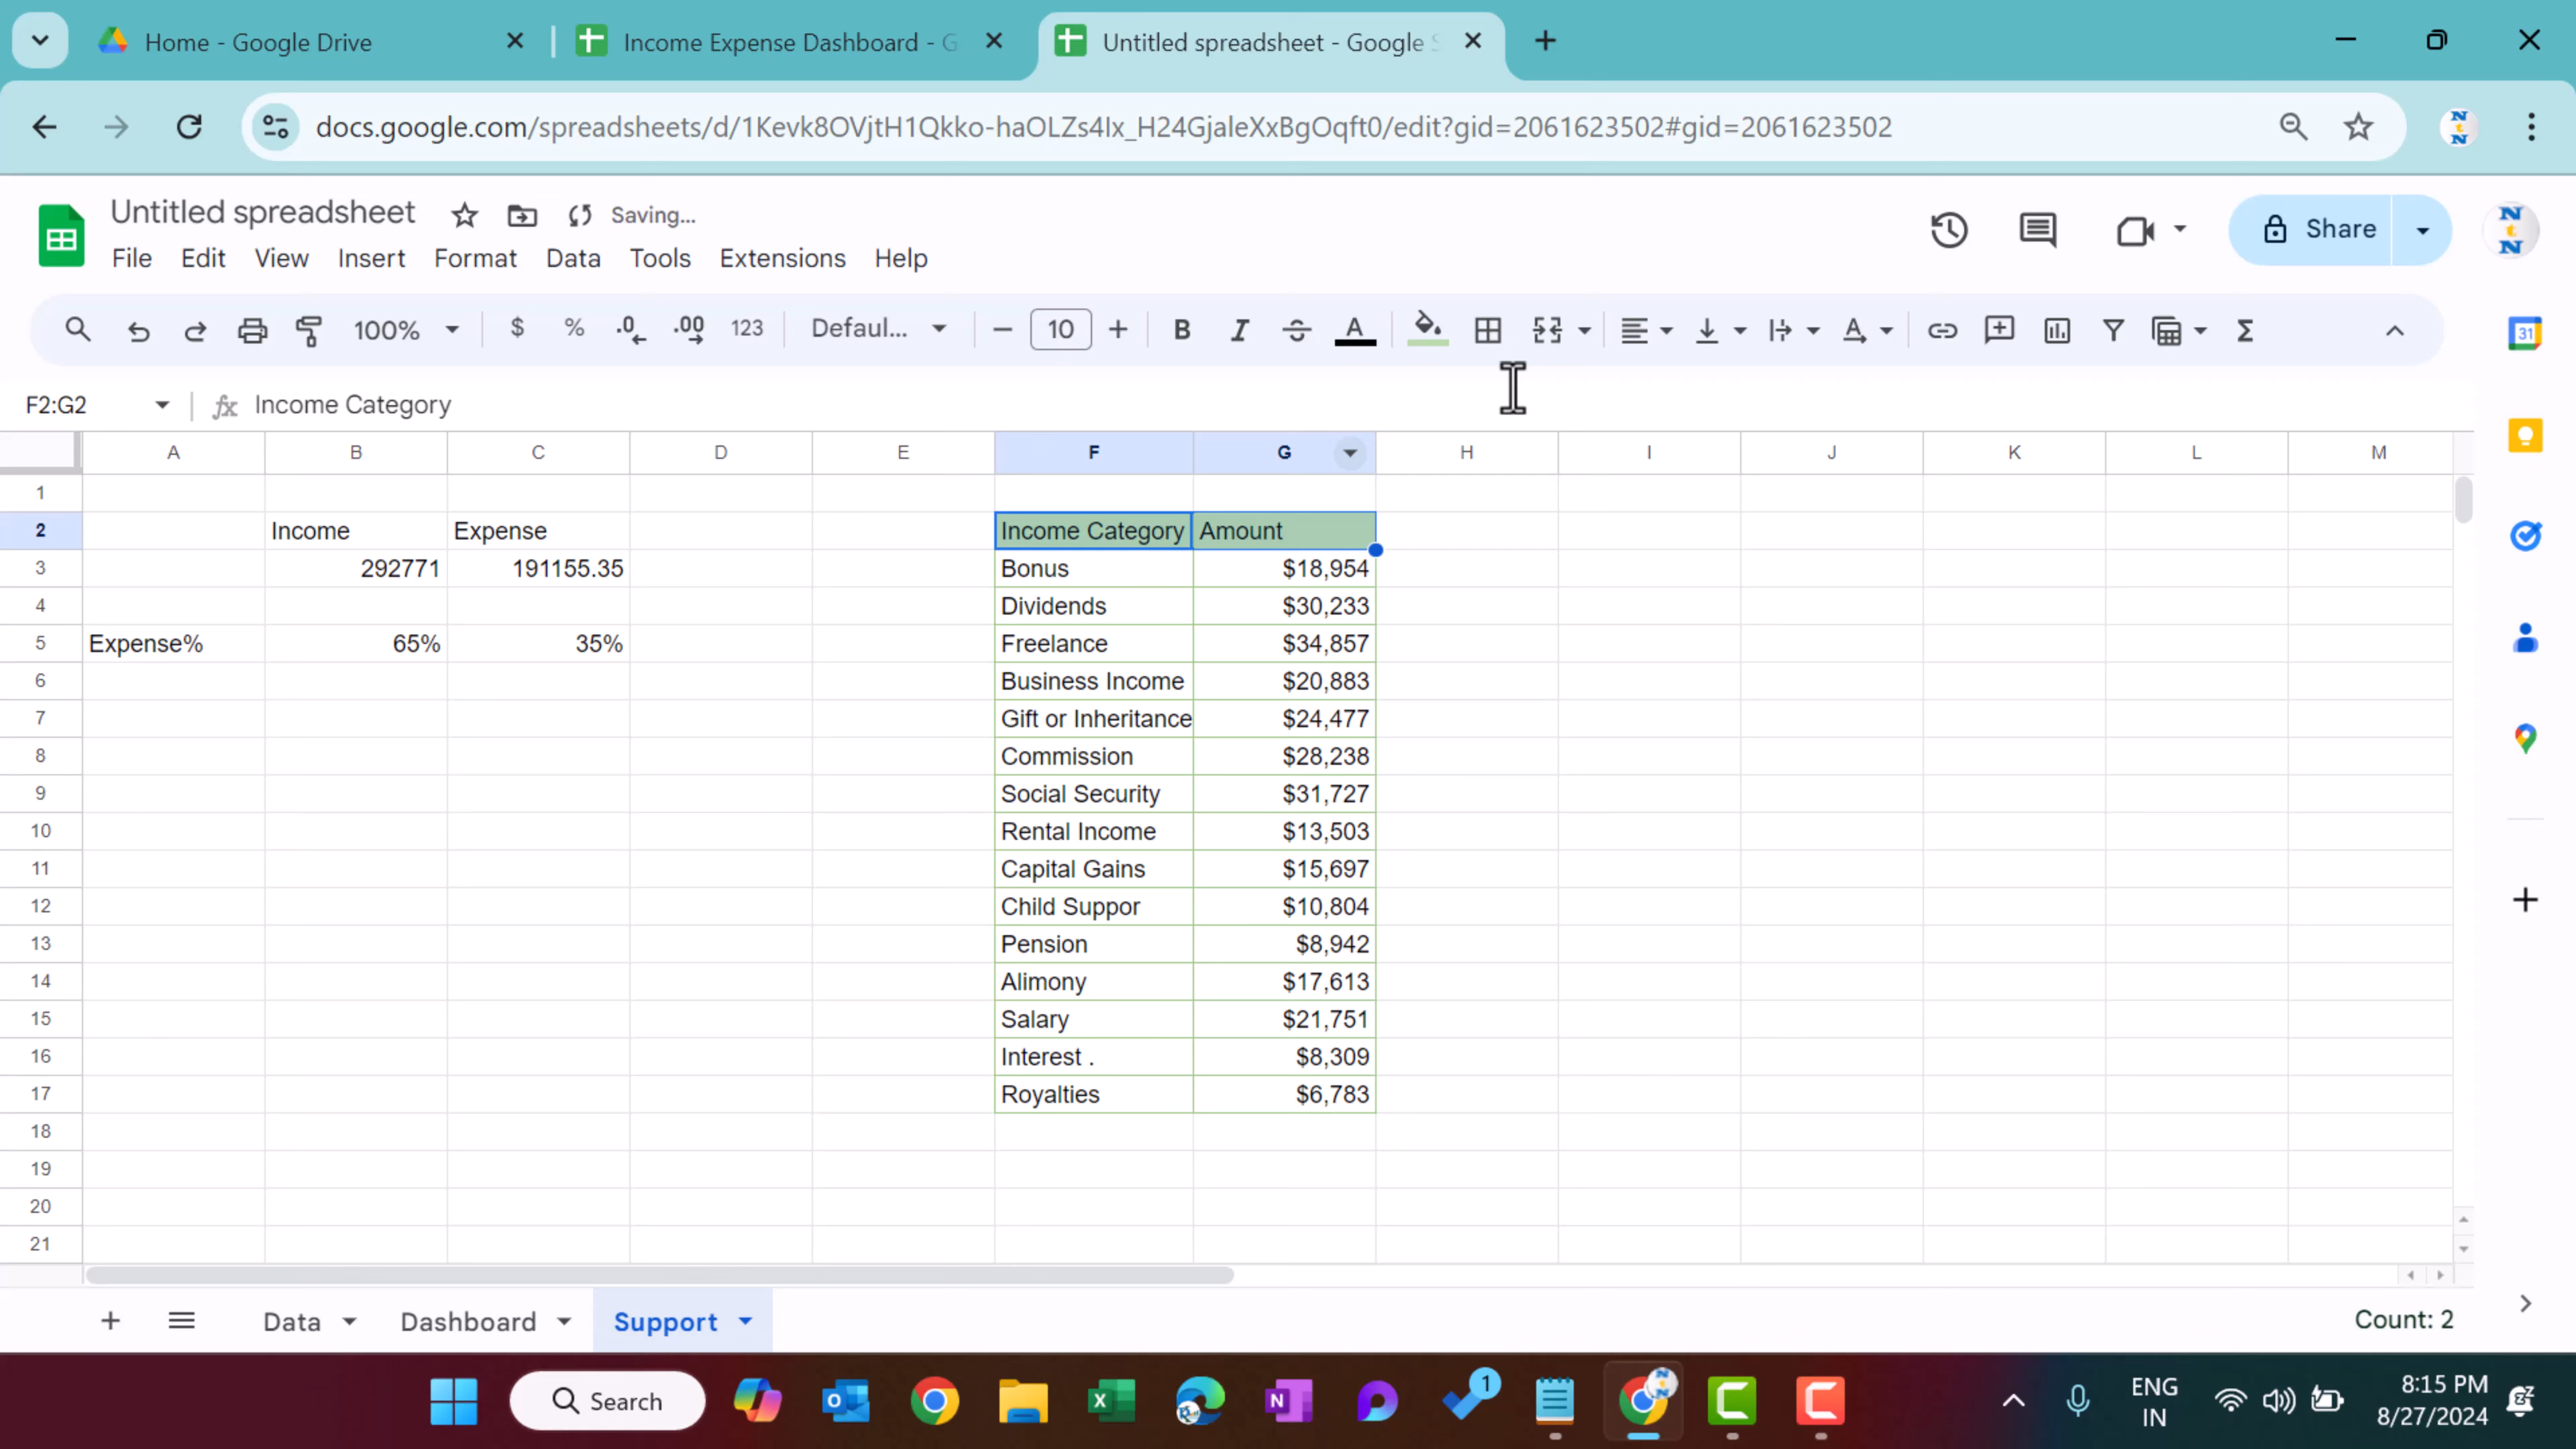 Home - Google Drive
Income Expense Dashboard - G
Untitled spreadsheet - Google S
docs.google.com/spreadsheets/d/1Kevk8OVjtH1Qkko-haOLZs4Ix_H24GjaleXxBgOqft0/edit?gid=2061623502#gid=2061623502
Untitled spreadsheet
Saving...
File Edit View Insert Format Data Tools Extensions Help
Share
100% $ % .0 .00 123 Defaul... 10 B I A
F2:G2 fx Income Category
A B C D E F G H I J K L M
1
2 Income Expense Income Category Amount
3 292771 191155.35 Bonus $18,954
4 Dividends $30,233
5 Expense% 65% 35% Freelance $34,857
6 Business Income $20,883
7 Gift or Inheritance $24,477
8 Commission $28,238
9 Social Security $31,727
10 Rental Income $13,503
11 Capital Gains $15,697
12 Child Suppor $10,804
13 Pension $8,942
14 Alimony $17,613
15 Salary $21,751
16 Interest . $8,309
17 Royalties $6,783
18
19
20
21
Data Dashboard Support Count: 2
Search
1
ENG
IN
8:15 PM
8/27/2024